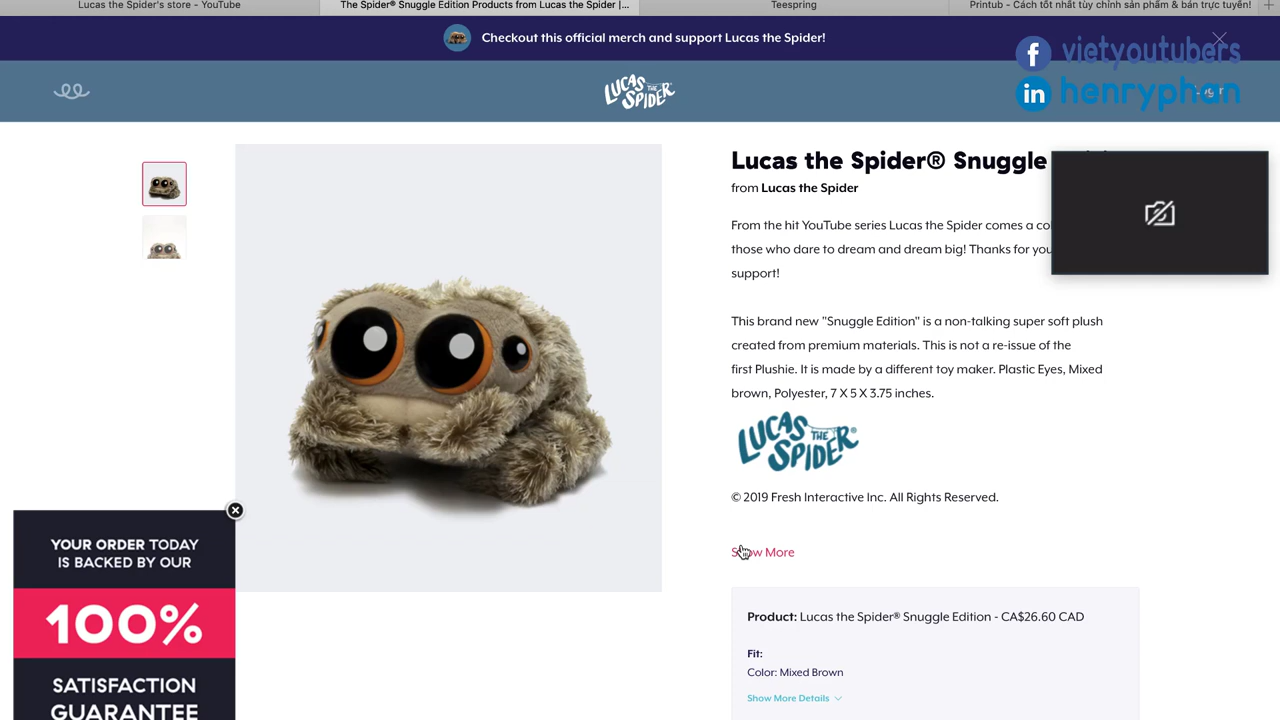 Lucas the Spider's store - YouTube
The Spider® Snuggle Edition Products from Lucas the Spider |...
Teespring
Printub - Cách tốt nhất tùy chỉnh sản phẩm & bán trực tuyến!
Checkout this official merch and support Lucas the Spider!
vietyoutubers
henryphan
LUCAS THE SPIDER
Lucas the Spider® Snuggle
from Lucas the Spider
From the hit YouTube series Lucas the Spider comes a
those who dare to dream and dream big! Thanks for
support!
This brand new "Snuggle Edition" is a non-talking super soft plush
created from premium materials. This is not a re-issue of the
first Plushie. It is made by a different toy maker. Plastic Eyes, Mixed
brown, Polyester, 7 X 5 X 3.75 inches.
LUCAS THE SPIDER®
© 2019 Fresh Interactive Inc. All Rights Reserved.
Show More
Product: Lucas the Spider® Snuggle Edition - CA$26.60 CAD
Fit:
Color: Mixed Brown
Show More Details
YOUR ORDER TODAY
IS BACKED BY OUR
100%
SATISFACTION
GUARANTEE